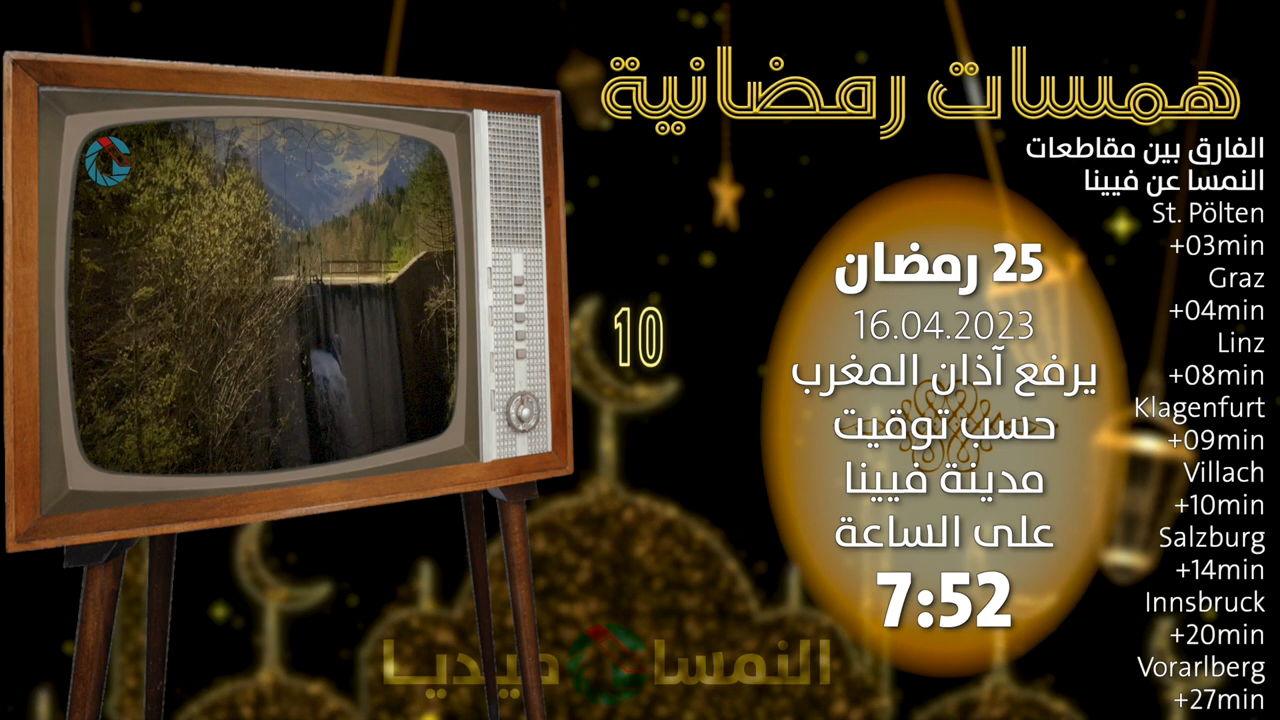 همسات رمضانية
الفارق بين مقاطعات
النمسا عن فيينا
St. Pölten
+03min
Graz
+04min
Linz
+08min
Klagenfurt
+09min
Villach
+10min
Salzburg
+14min
Innsbruck
+20min
Vorarlberg
+27min
25 رمضان
16.04.2023
يرفع آذان المغرب
حسب توقيت
مدينة فيينا
على الساعة
7:52
10
النمسا ميديا